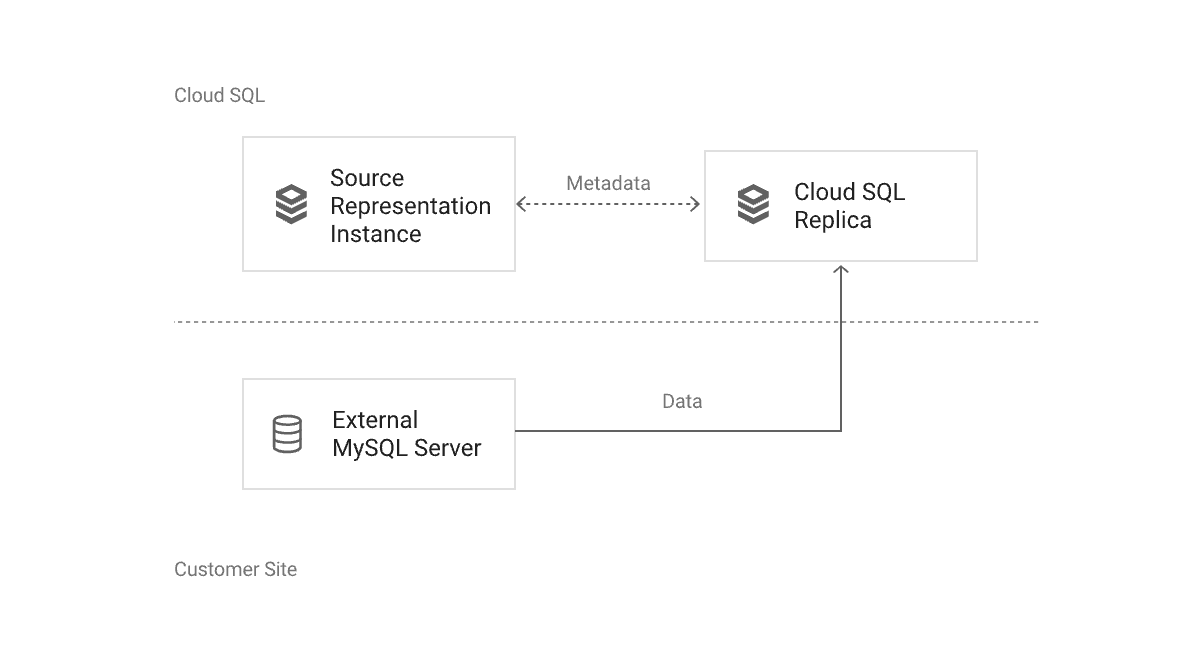 Cloud SQL
Source
Representation
Instance
Metadata
Cloud SQL
Replica
External
MySQL Server
Data
Customer Site